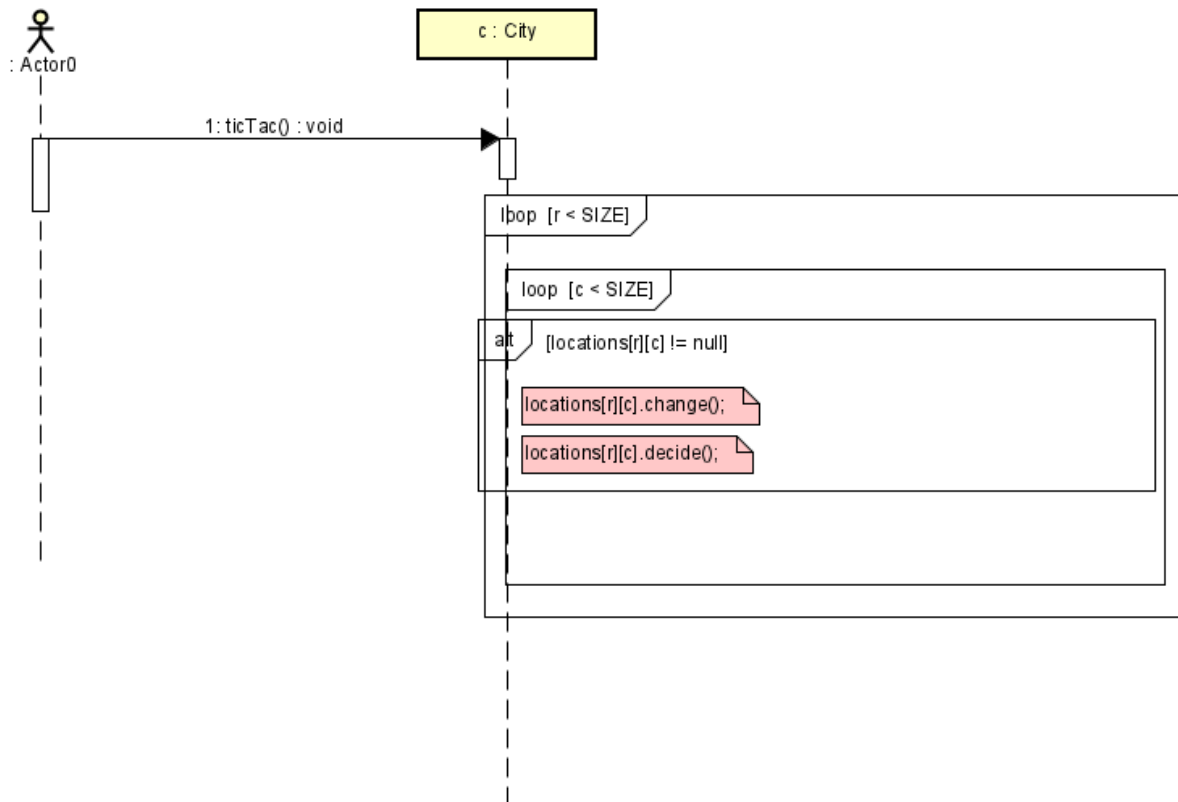 : Actor0
c : City
1: ticTac() : void
loop [r < SIZE]
loop [c < SIZE]
alt [locations[r][c] != null]
locations[r][c].change();
locations[r][c].decide();